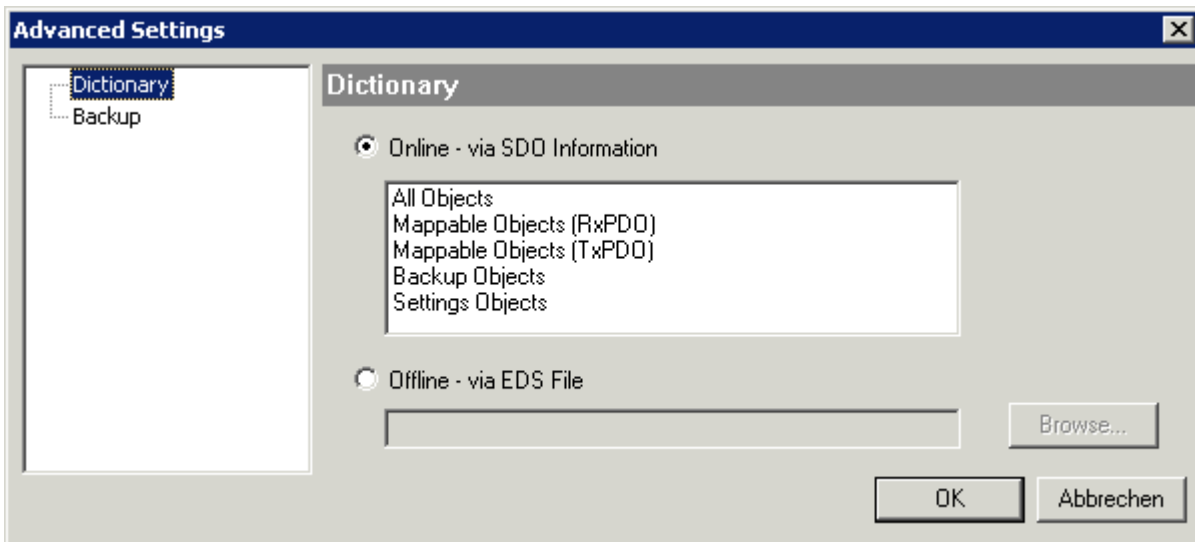 Advanced Settings
Dictionary
Backup
Dictionary
Online - via SDO Information
All Objects
Mappable Objects (RxPDO)
Mappable Objects (TxPDO)
Backup Objects
Settings Objects
Offline - via EDS File
Browse...
OK
Abbrechen